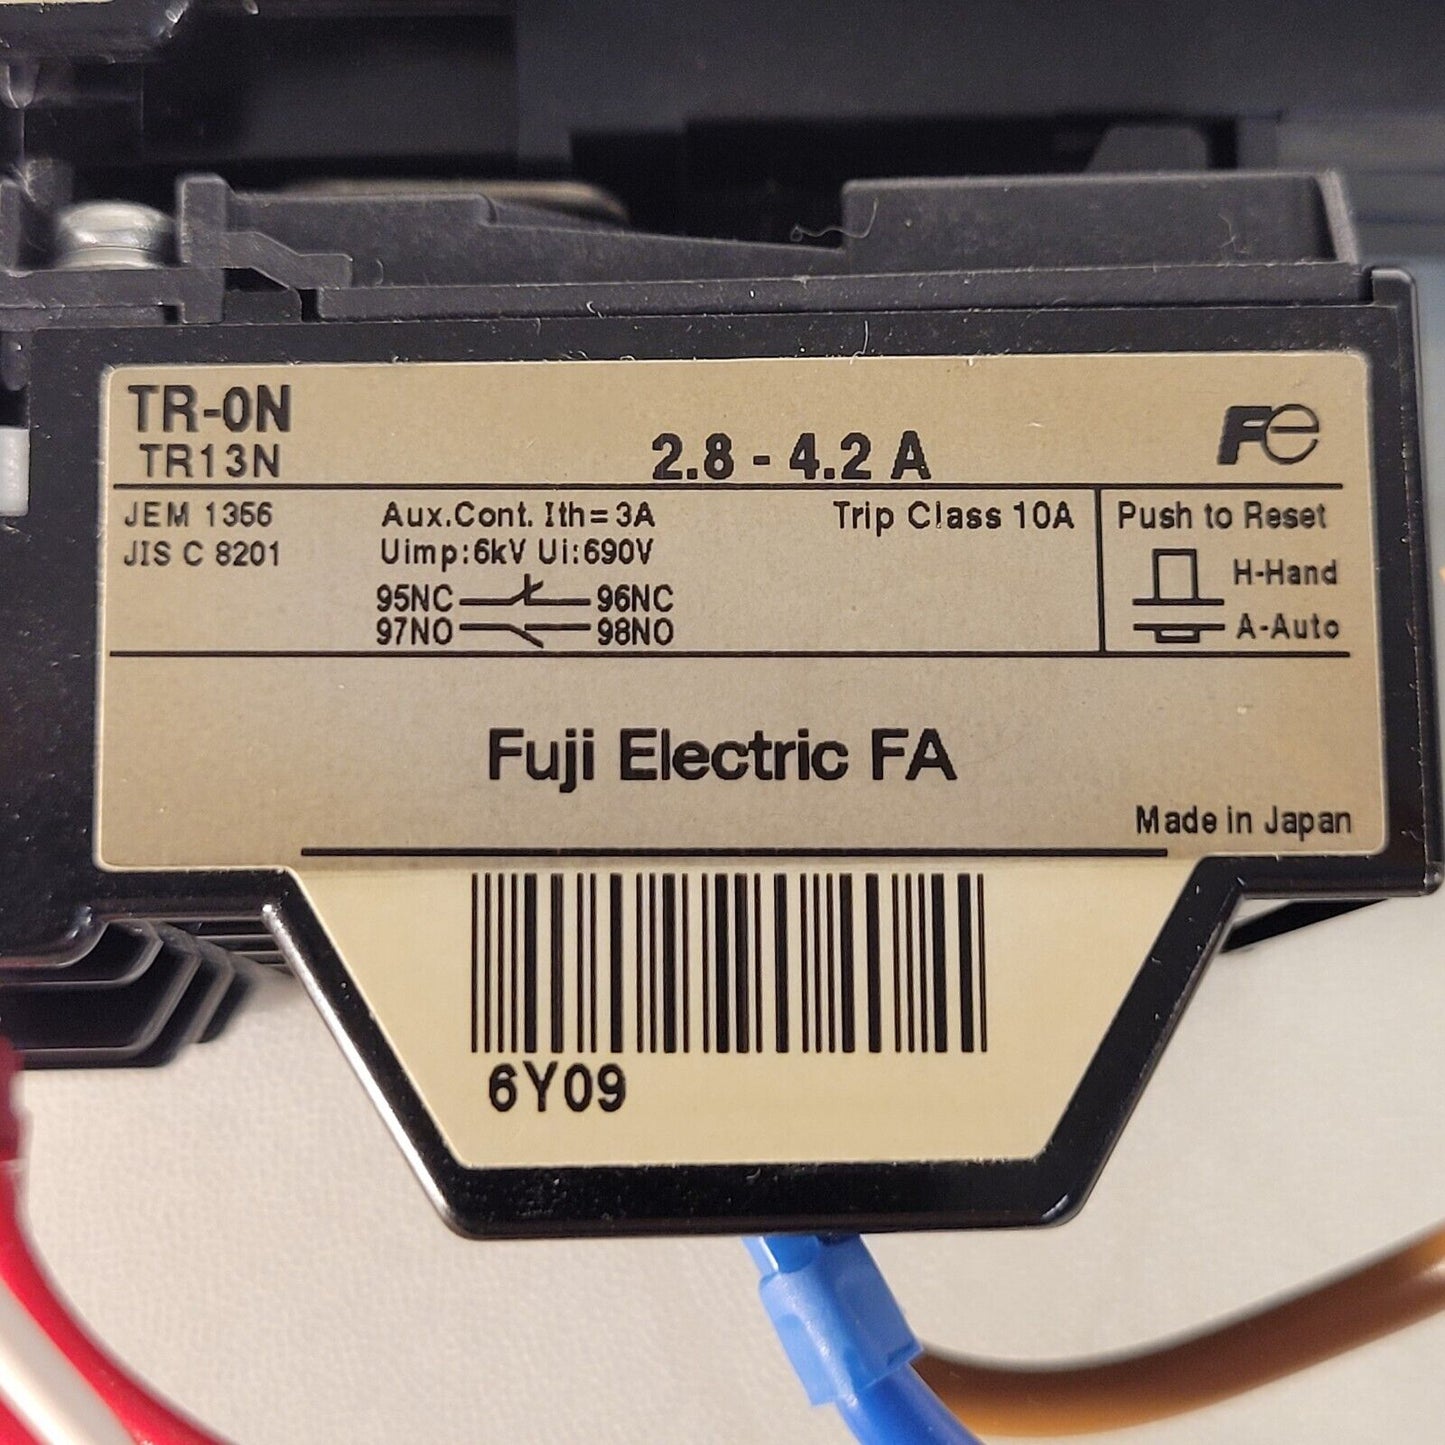 TR-0N
TR13N
2.8 - 4.2 A
Fe
JEM 1356
JIS C 8201
Aux.Cont. Ith= 3A
Uimp:6kV Ui:690V
95NC 96NC
97NO 98NO
Trip Class 10A
Push to Reset
H-Hand
A-Auto
Fuji Electric FA
Made in Japan
6Y09